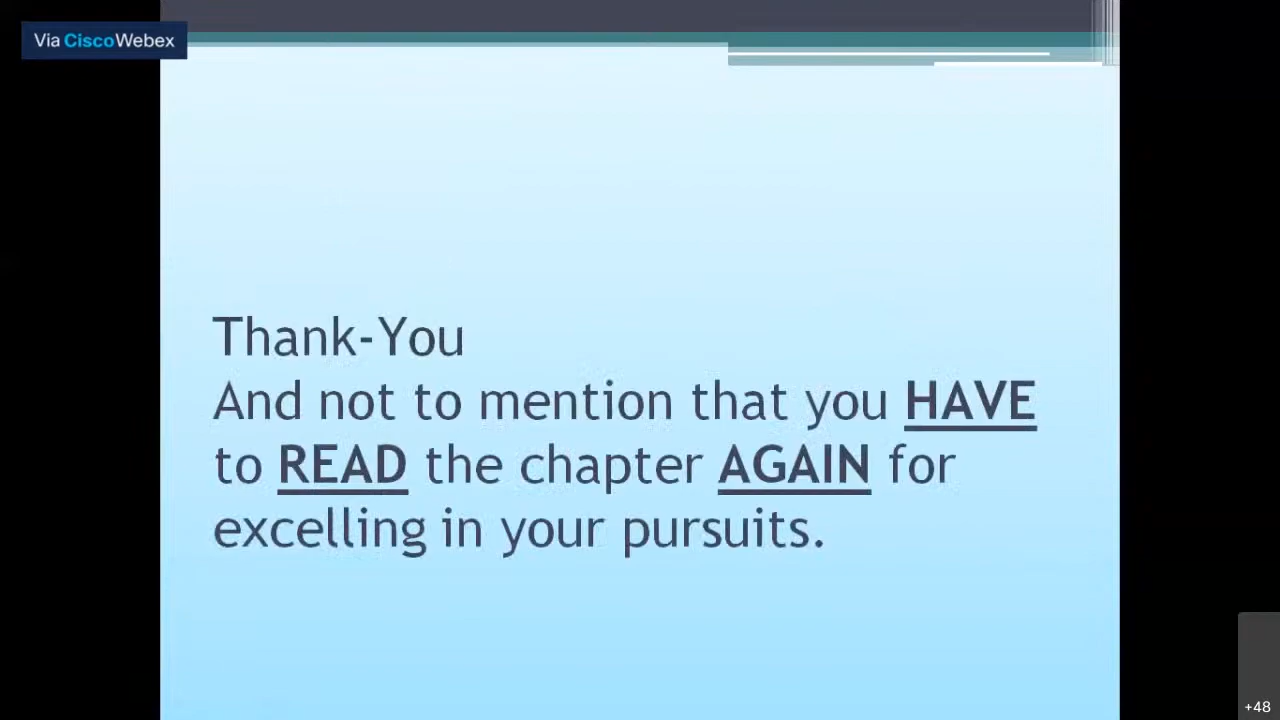 Via CiscoWebex
Thank-You
And not to mention that you HAVE
to READ the chapter AGAIN for
excelling in your pursuits.
+48